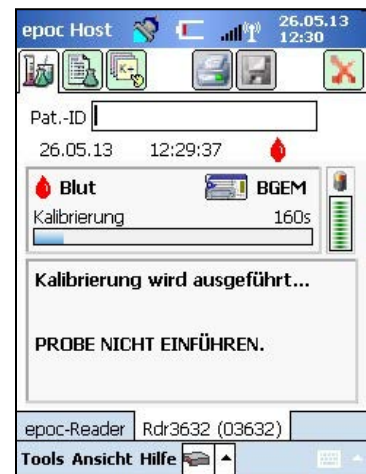 epoc Host 26.05.13
12:30
K+
Pat.-ID
26.05.13 12:29:37
Blut BGEM
Kalibrierung 160s
Kalibrierung wird ausgeführt...
PROBE NICHT EINFÜHREN.
epoc-Reader Rdr3632 (03632)
Tools Ansicht Hilfe